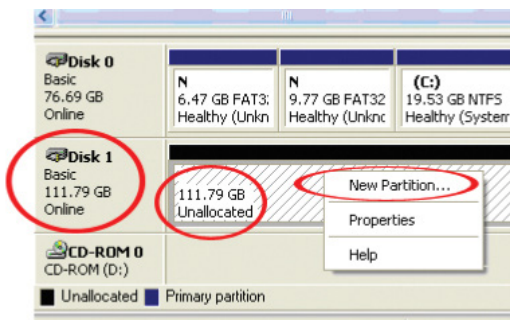 Disk 0
Basic
76.69 GB
Online
N
6.47 GB FAT3
Healthy (Unkn
N
9.77 GB FAT32
Healthy (Unknc
(C:)
19.53 GB NTFS
Healthy (System
Disk 1
Basic
111.79 GB
Online
111.79 GB
Unallocated
New Partition...
Properties
Help
CD-ROM 0
CD-ROM (D:)
Unallocated
Primary partition